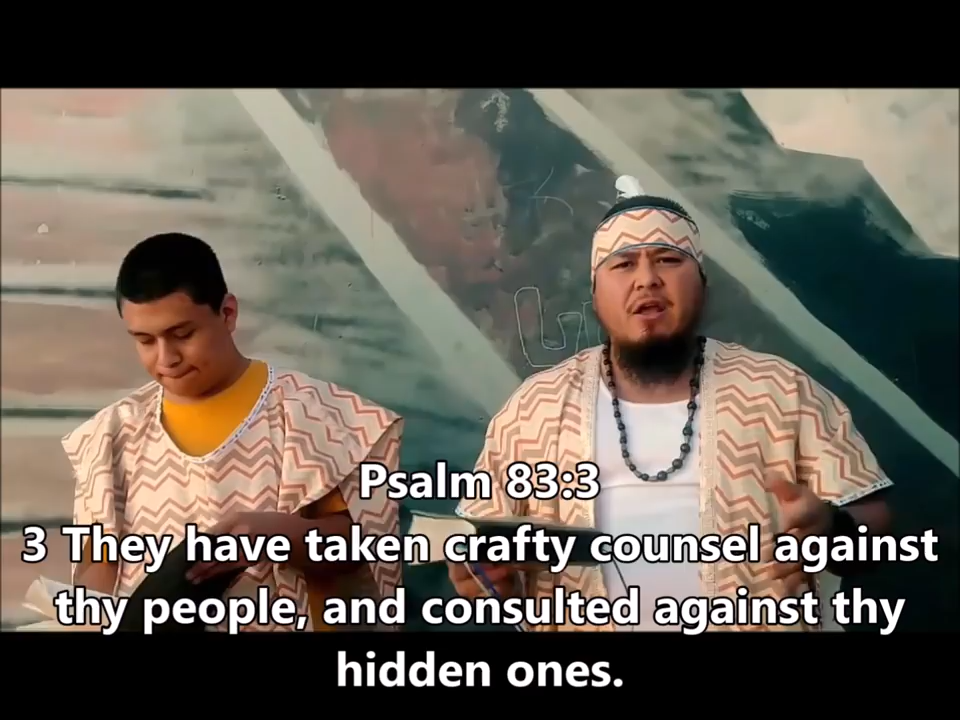 Psalm 83:3
3 They have taken crafty counsel against
thy people, and consulted against thy
hidden ones.